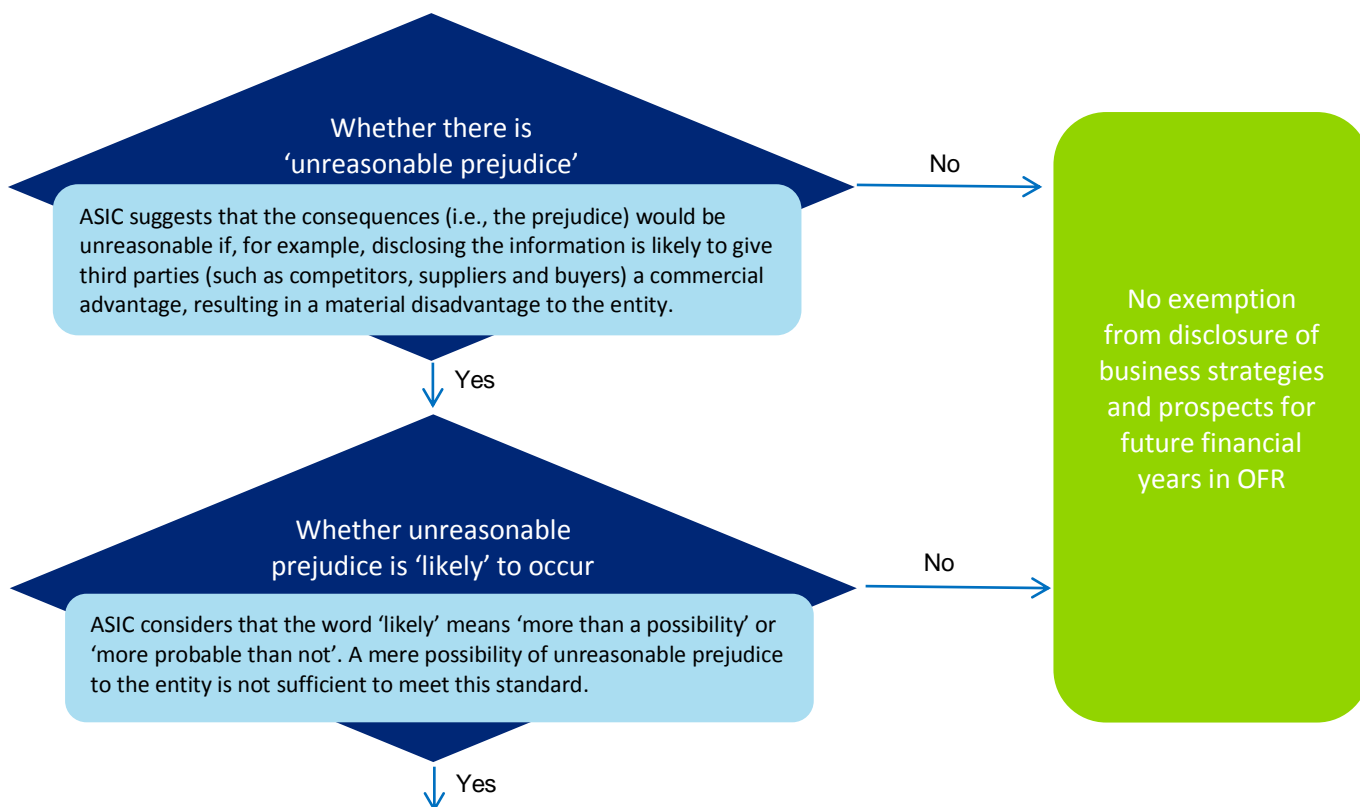 Whether there is
‘unreasonable prejudice’
No
ASIC suggests that the consequences (i.e., the prejudice) would be
unreasonable if, for example, disclosing the information is likely to give
third parties (such as competitors, suppliers and buyers) a commercial
advantage, resulting in a material disadvantage to the entity.
Yes
No exemption
from disclosure of
business strategies
and prospects for
future financial
years in OFR
Whether unreasonable
prejudice is ‘likely’ to occur
No
ASIC considers that the word ‘likely’ means ‘more than a possibility’ or
‘more probable than not’. A mere possibility of unreasonable prejudice
to the entity is not sufficient to meet this standard.
Yes